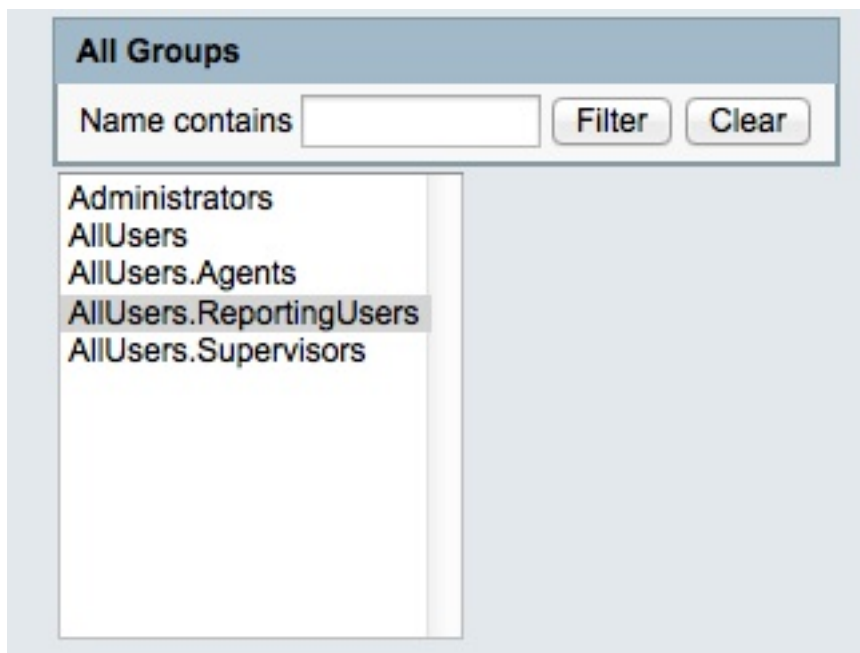 All Groups
Name contains Filter Clear
Administrators
AllUsers
AllUsers.Agents
AllUsers.ReportingUsers
AllUsers.Supervisors